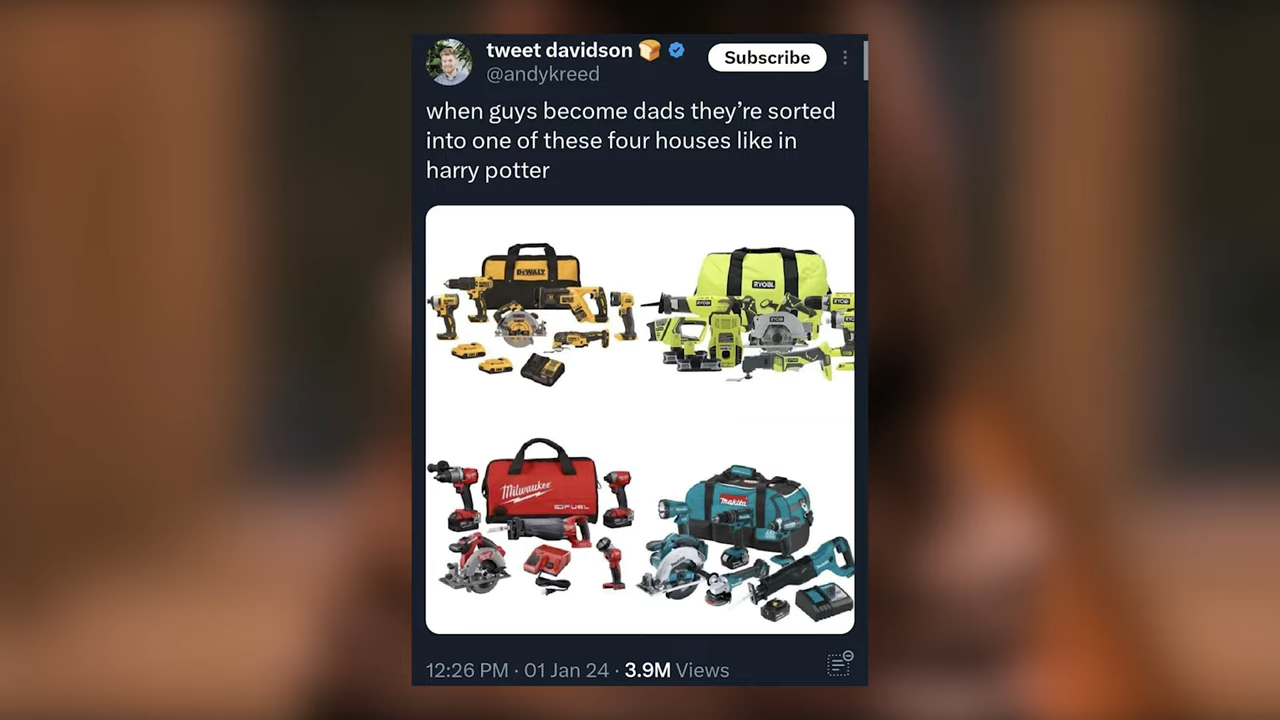 tweet davidson
Subscribe
@andykreed
when guys become dads they’re sorted
into one of these four houses like in
harry potter
DEWALT
RYOBI
Milwaukee
FUEL
makita
12:26 PM · 01 Jan 24 · 3.9M Views